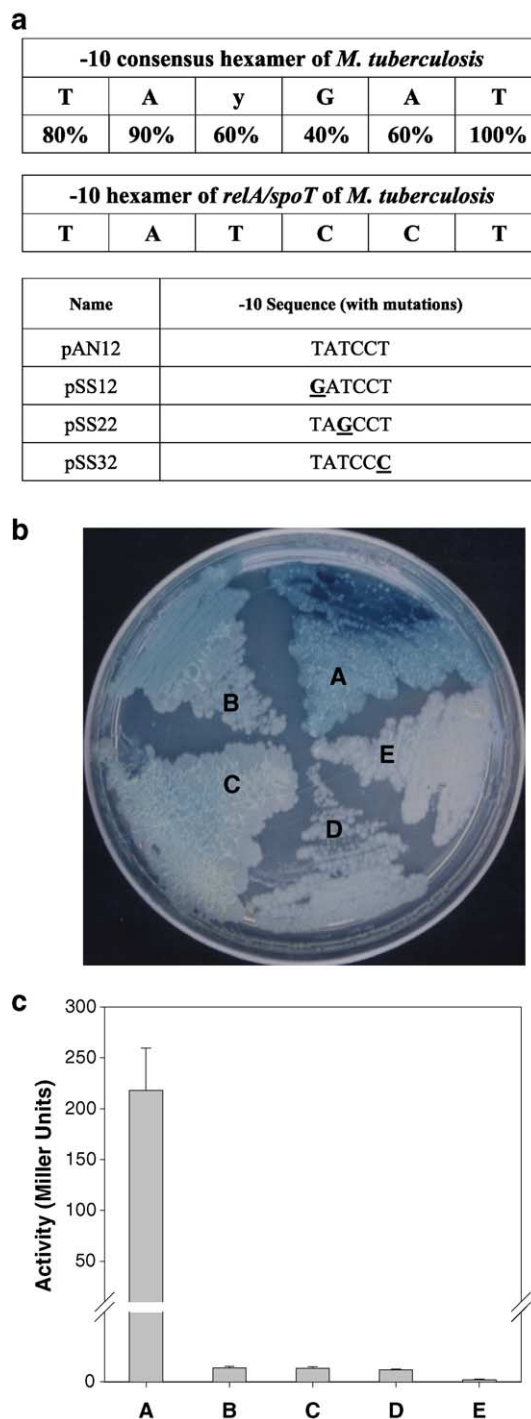 a
-10 consensus hexamer of M. tuberculosis
T A y G A T
80% 90% 60% 40% 60% 100%
-10 hexamer of relA/spoT of M. tuberculosis
T A T C C T
Name -10 Sequence (with mutations)
pAN12 TATCCT
pSS12 GATCCT
pSS22 TAGCCT
pSS32 TATCCC
b
A
B
E
C
D
c
300
250
200
150
100
50
0
Activity (Miller Units)
A B C D E